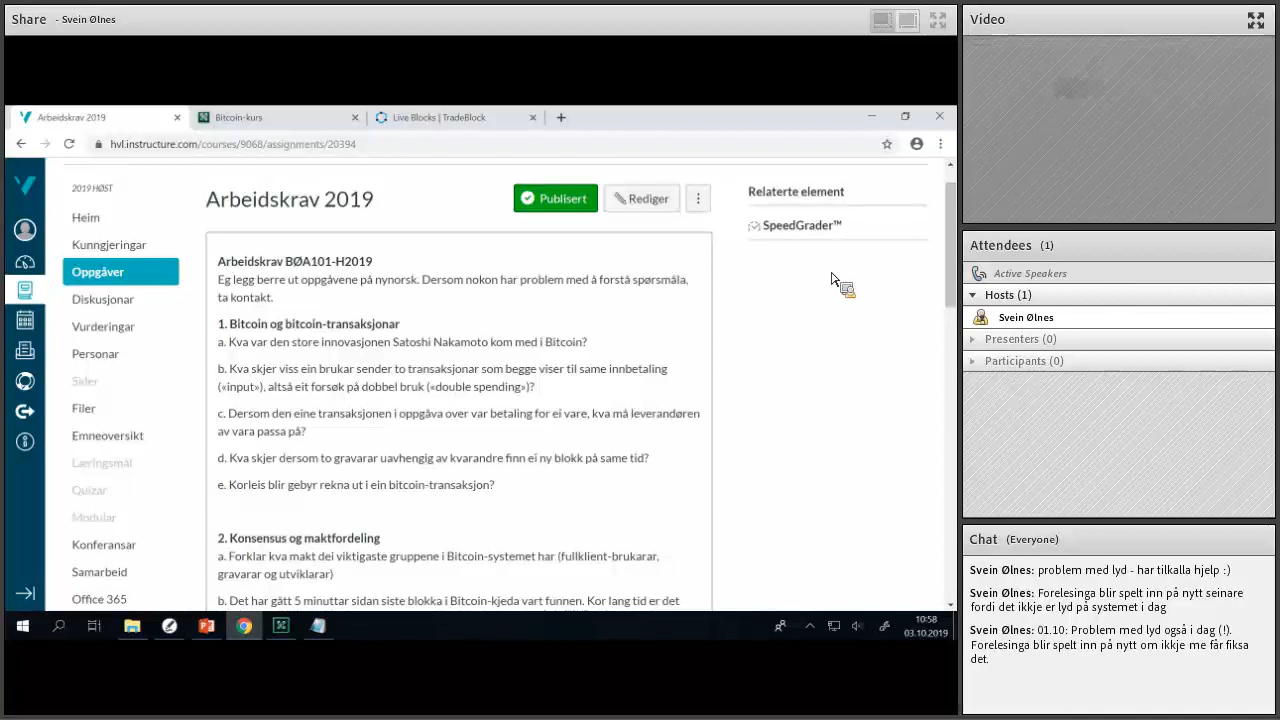 Share - Svein Ølnes
Arbeidskrav 2019
Bitcoin-kurs
Live Blocks | TradeBlock
hvl.instructure.com/courses/9068/assignments/20394
2019 HØST
Heim
Kunngjeringar
Oppgåver
Diskusjonar
Vurderingar
Personar
Sider
Filer
Emneoversikt
Læringsmål
Quizar
Modular
Konferansar
Samarbeid
Office 365
Arbeidskrav 2019
Publisert
Rediger
Arbeidskrav BØA101-H2019
Eg legg berre ut oppgåvene på nynorsk. Dersom nokon har problem med å forstå spørsmåla,
ta kontakt.
1. Bitcoin og bitcoin-transaksjonar
a. Kva var den store innovasjonen Satoshi Nakamoto kom med i Bitcoin?
b. Kva skjer viss ein brukar sender to transaksjonar som begge viser til same innbetaling
(«input»), altså eit forsøk på dobbel bruk («double spending»)?
c. Dersom den eine transaksjonen i oppgåva over var betaling for ei vare, kva må leverandøren
av vara passa på?
d. Kva skjer dersom to gravarar uavhengig av kvarandre finn ei ny blokk på same tid?
e. Korleis blir gebyr rekna ut i ein bitcoin-transaksjon?
2. Konsensus og maktfordeling
a. Forklar kva makt dei viktigaste gruppene i Bitcoin-systemet har (fullklient-brukarar,
gravarar og utviklarar)
b. Det har gått 5 minuttar sidan siste blokka i Bitcoin-kjeda vart funnen. Kor lang tid er det
Relaterte element
SpeedGrader™
10:58
03.10.2019
Video
Attendees (1)
Active Speakers
Hosts (1)
Svein Ølnes
Presenters (0)
Participants (0)
Chat (Everyone)
Svein Ølnes: problem med lyd - har tilkalla hjelp :)
Svein Ølnes: Forelesinga blir spelt inn på nytt seinare
fordi det ikkje er lyd på systemet i dag
Svein Ølnes: 01.10: Problem med lyd også i dag (!).
Forelesinga blir spelt inn på nytt om ikkje me får fiksa
det.